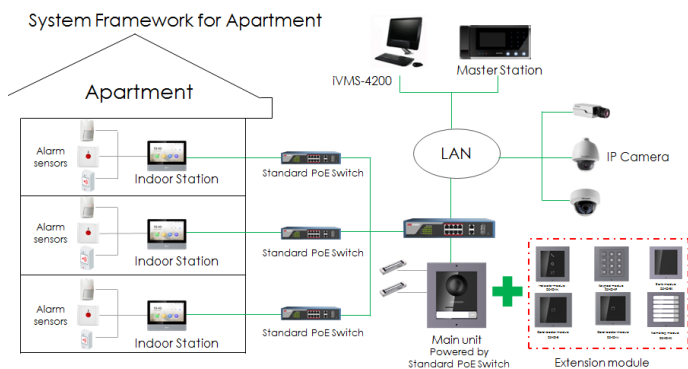 System Framework for Apartment
iVMS-4200
Master Station
Apartment
LAN
IP Camera
Alarm
sensors
Indoor Station
Standard PoE Switch
Alarm
sensors
Indoor Station
Standard PoE Switch
Alarm
sensors
Indoor Station
Standard PoE Switch
Main unit
Powered by
Standard PoE Switch
Extension module